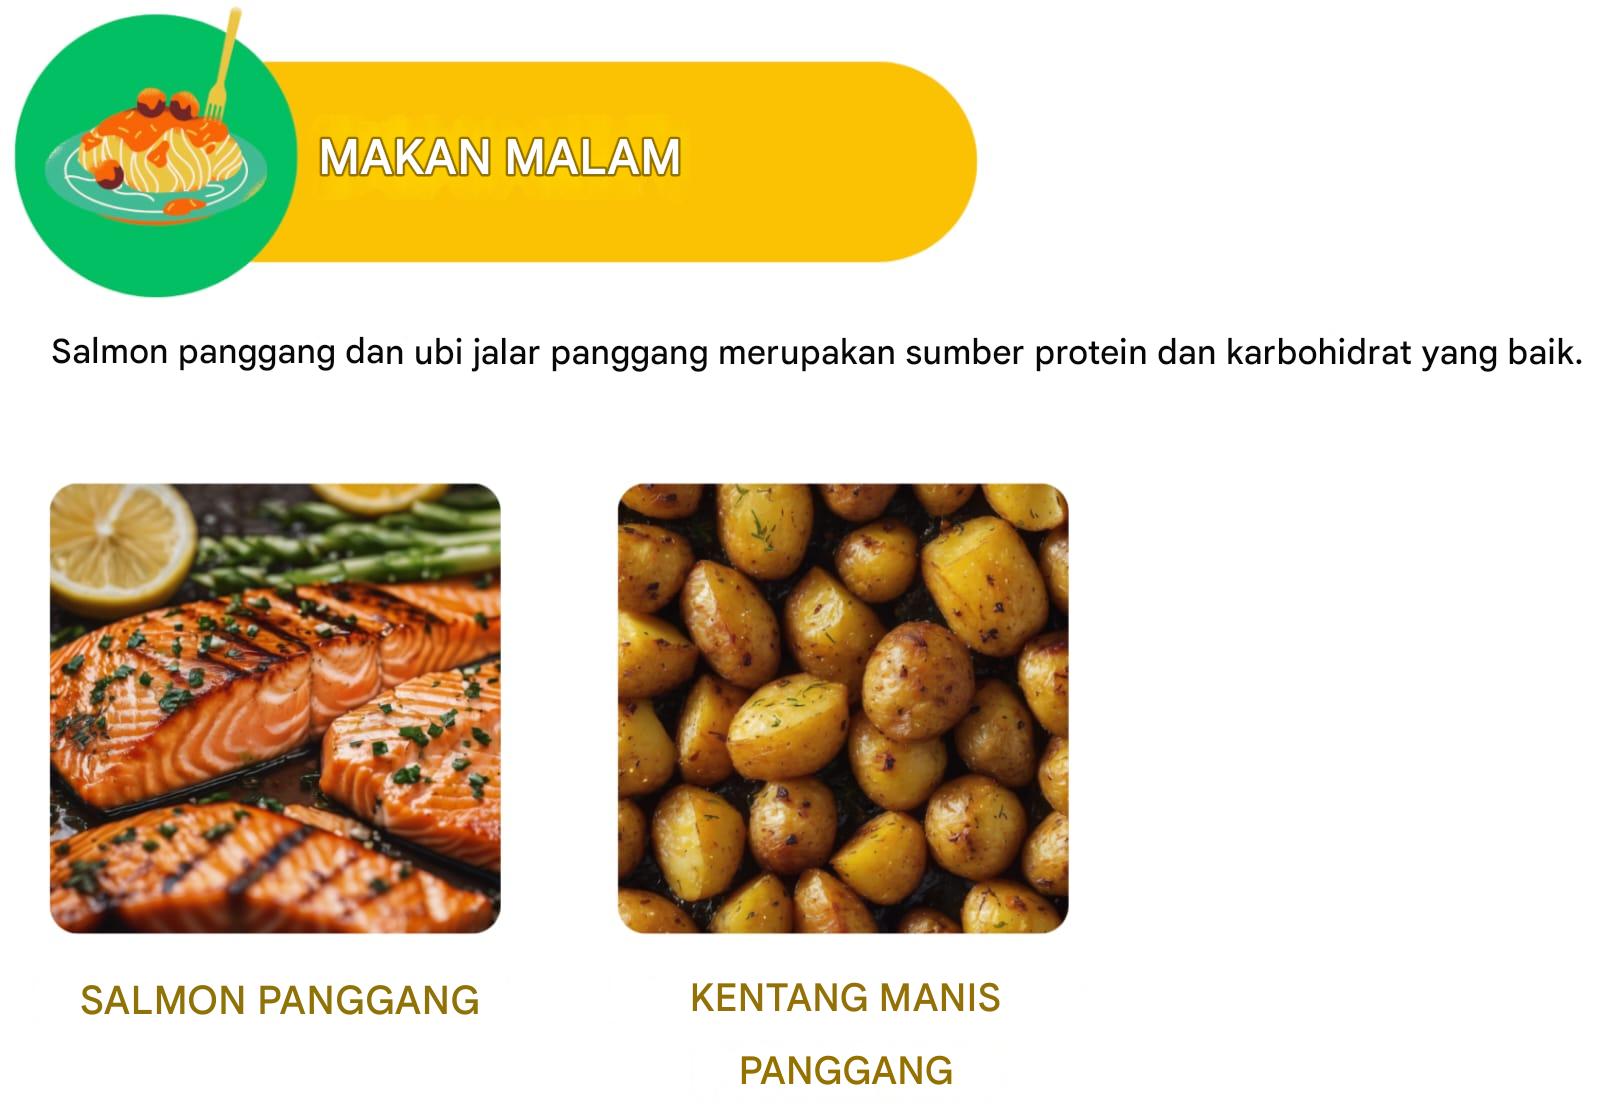 MAKAN MALAM
Salmon panggang dan ubi jalar panggang merupakan sumber protein dan karbohidrat yang baik.
SALMON PANGGANG
KENTANG MANIS
PANGGANG